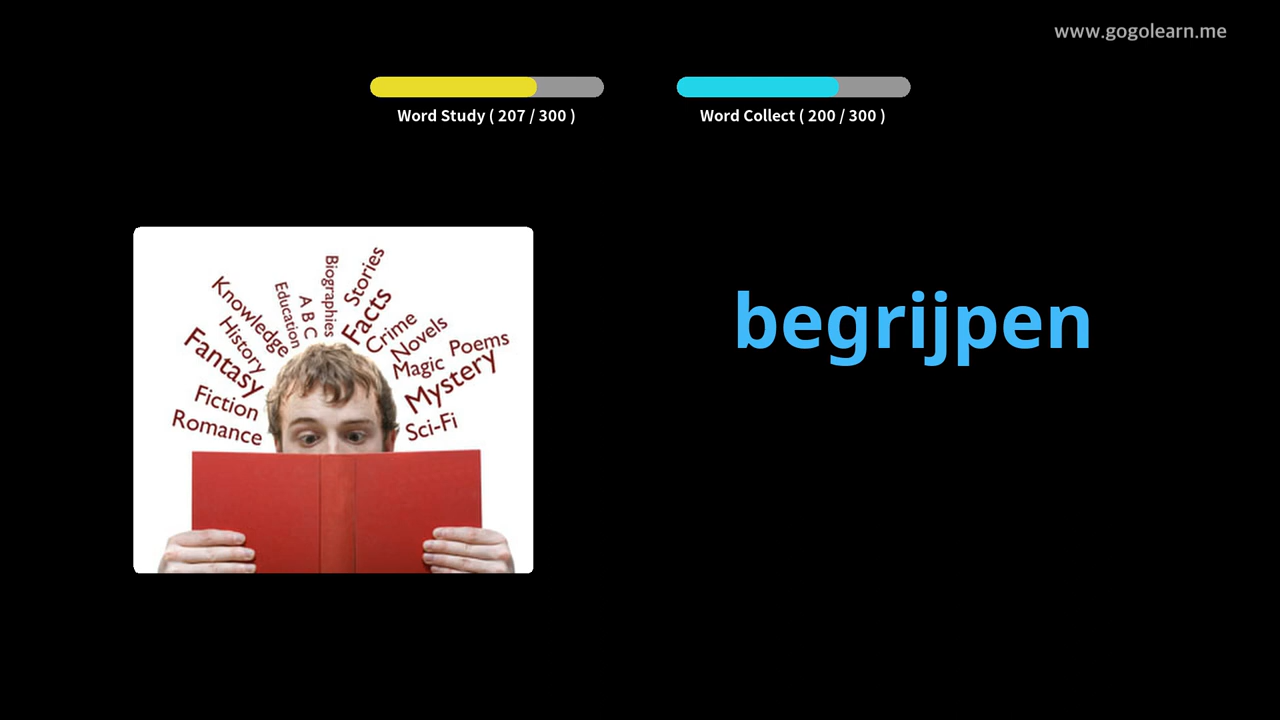 www.gogolearn.me
Word Study ( 207 / 300 )
Word Collect ( 200 / 300 )
begrijpen
Stories
Biographies
Facts
Education
A B C
Knowledge
Crime
Novels
History
Poems
Fantasy
Magic
Mystery
Fiction
Romance
Sci-Fi